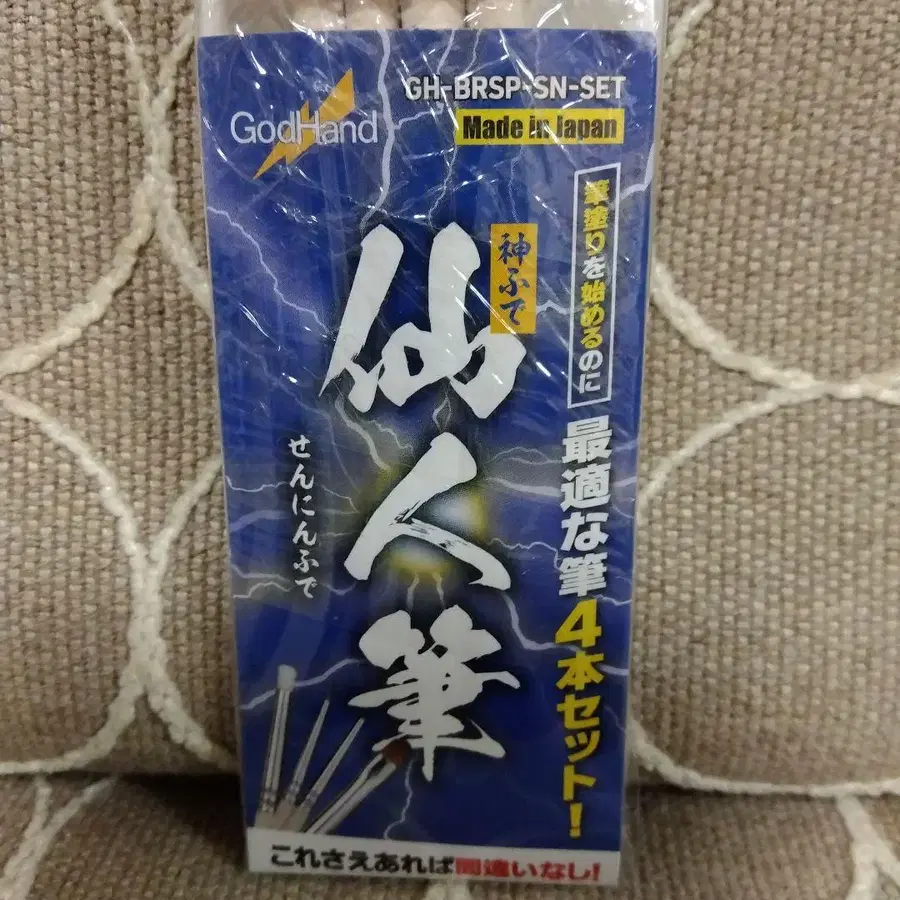 GodHand
GH-BRSP-SN-SET
Made in Japan
筆塗りを始めるのに
最適な筆4本セット!
神ふで
仙人筆
せんにんふで
これさえあれば間違いなし!